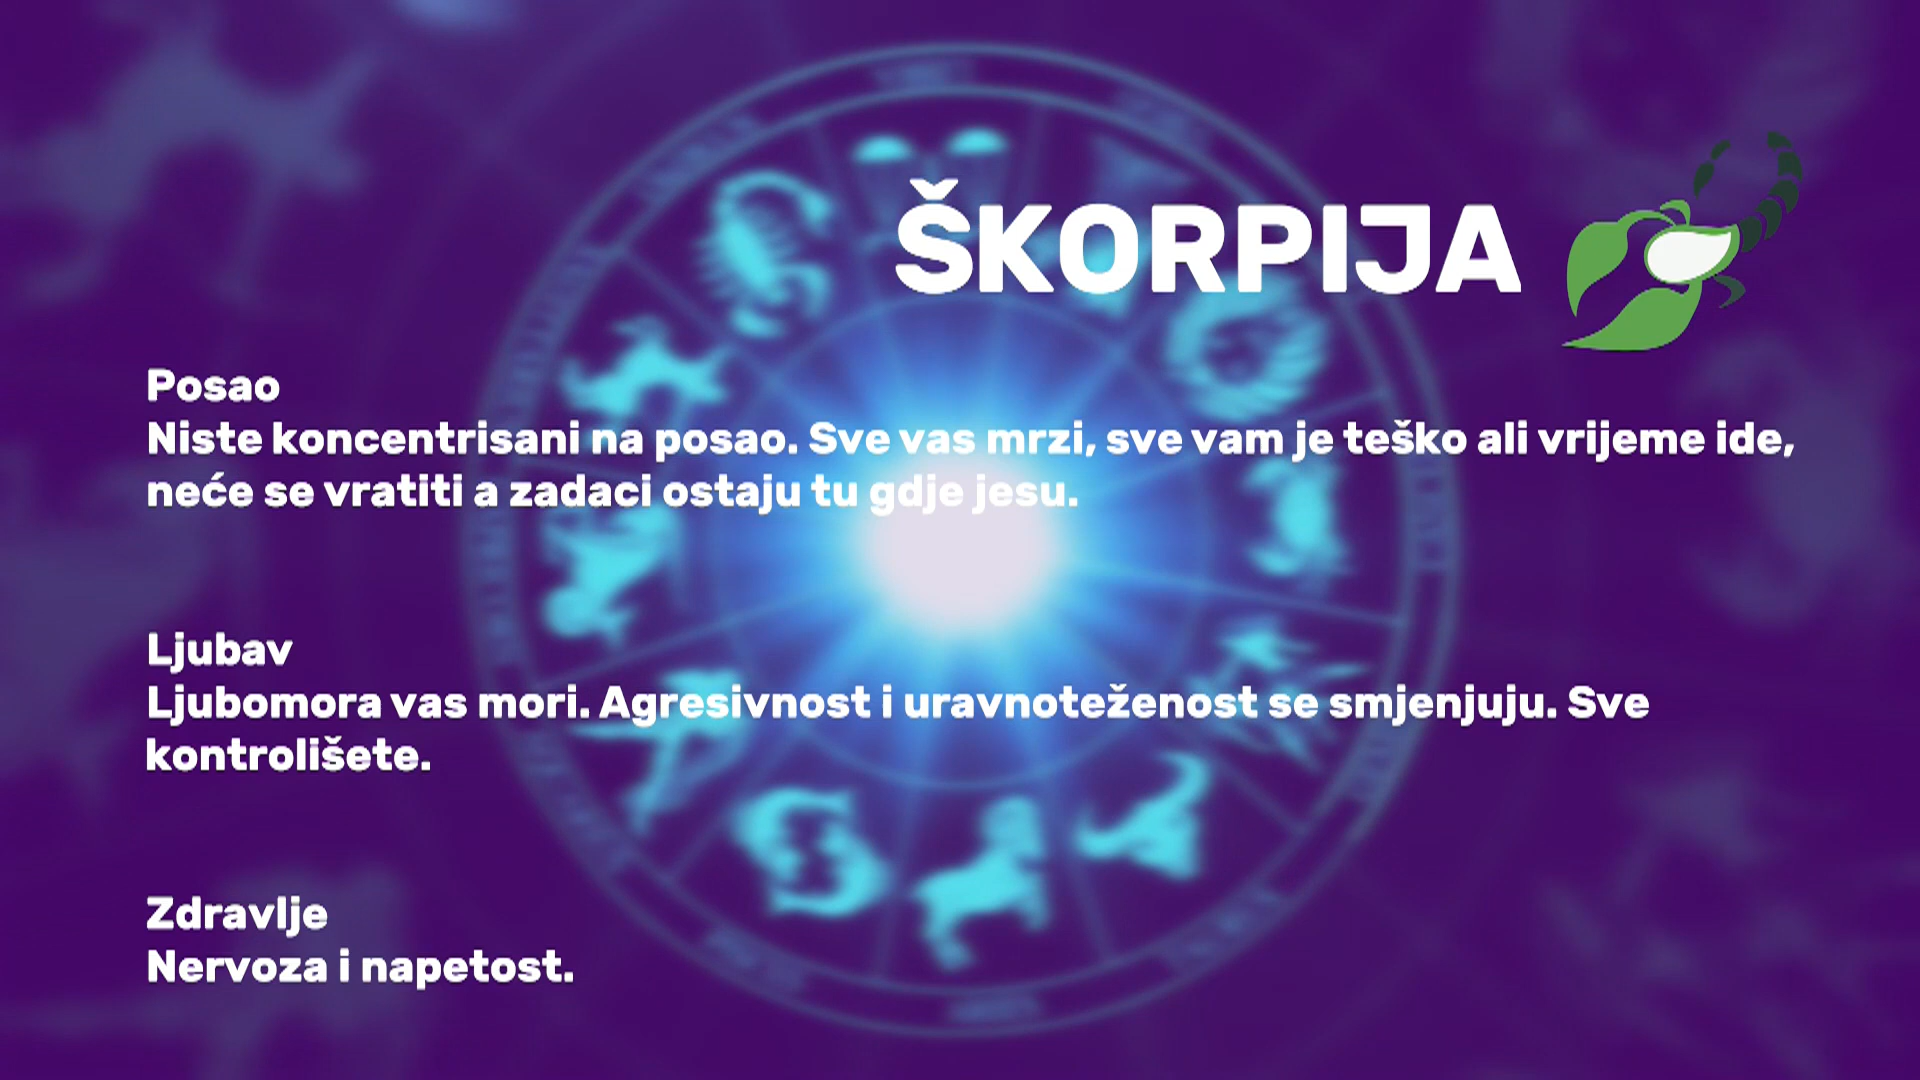 ŠKORPIJA
Posao
Niste koncentrisani na posao. Sve vas mrzi, sve vam je teško ali vrijeme ide,
neće se vratiti a zadaci ostaju tu gdje jesu.
Ljubav
Ljubomora vas mori. Agresivnost i uravnoteženost se smjenjuju. Sve
kontrolišete.
Zdravlje
Nervoza i napetost.